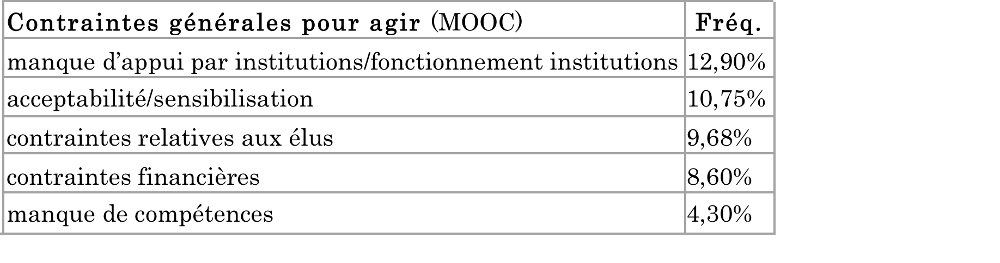 Contraintes générales pour agir (MOOC) Fréq.
manque d’appui par institutions/fonctionnement institutions 12,90%
acceptabilité/sensibilisation 10,75%
contraintes relatives aux élus 9,68%
contraintes financières 8,60%
manque de compétences 4,30%